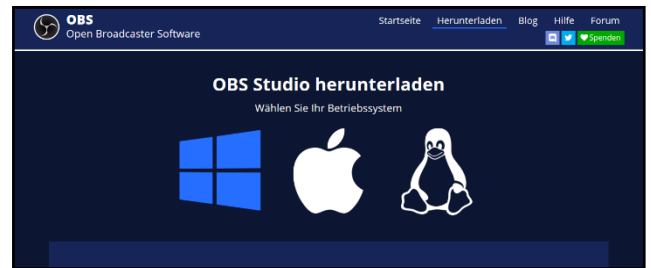 OBS
Open Broadcaster Software
Startseite Herunterladen Blog Hilfe Forum
Spenden
OBS Studio herunterladen
Wählen Sie Ihr Betriebssystem